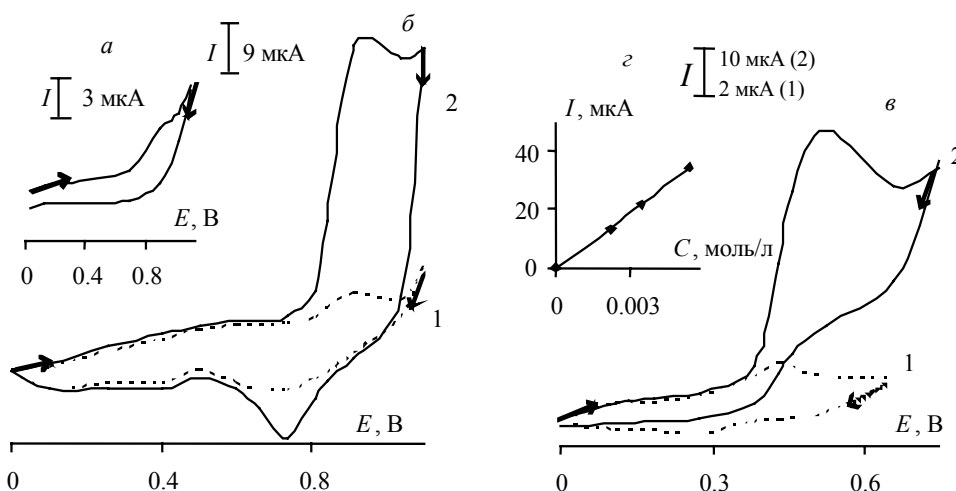 а
I 3 мкА
E, В
0 0.4 0.8
I 9 мкА
б
2
1
E, В
0 0.4 0.8
г
I 10 мкА (2)
2 мкА (1)
I, мкА
40
20
0
C, моль/л
0 0.003
в
2
1
E, В
0 0.3 0.6